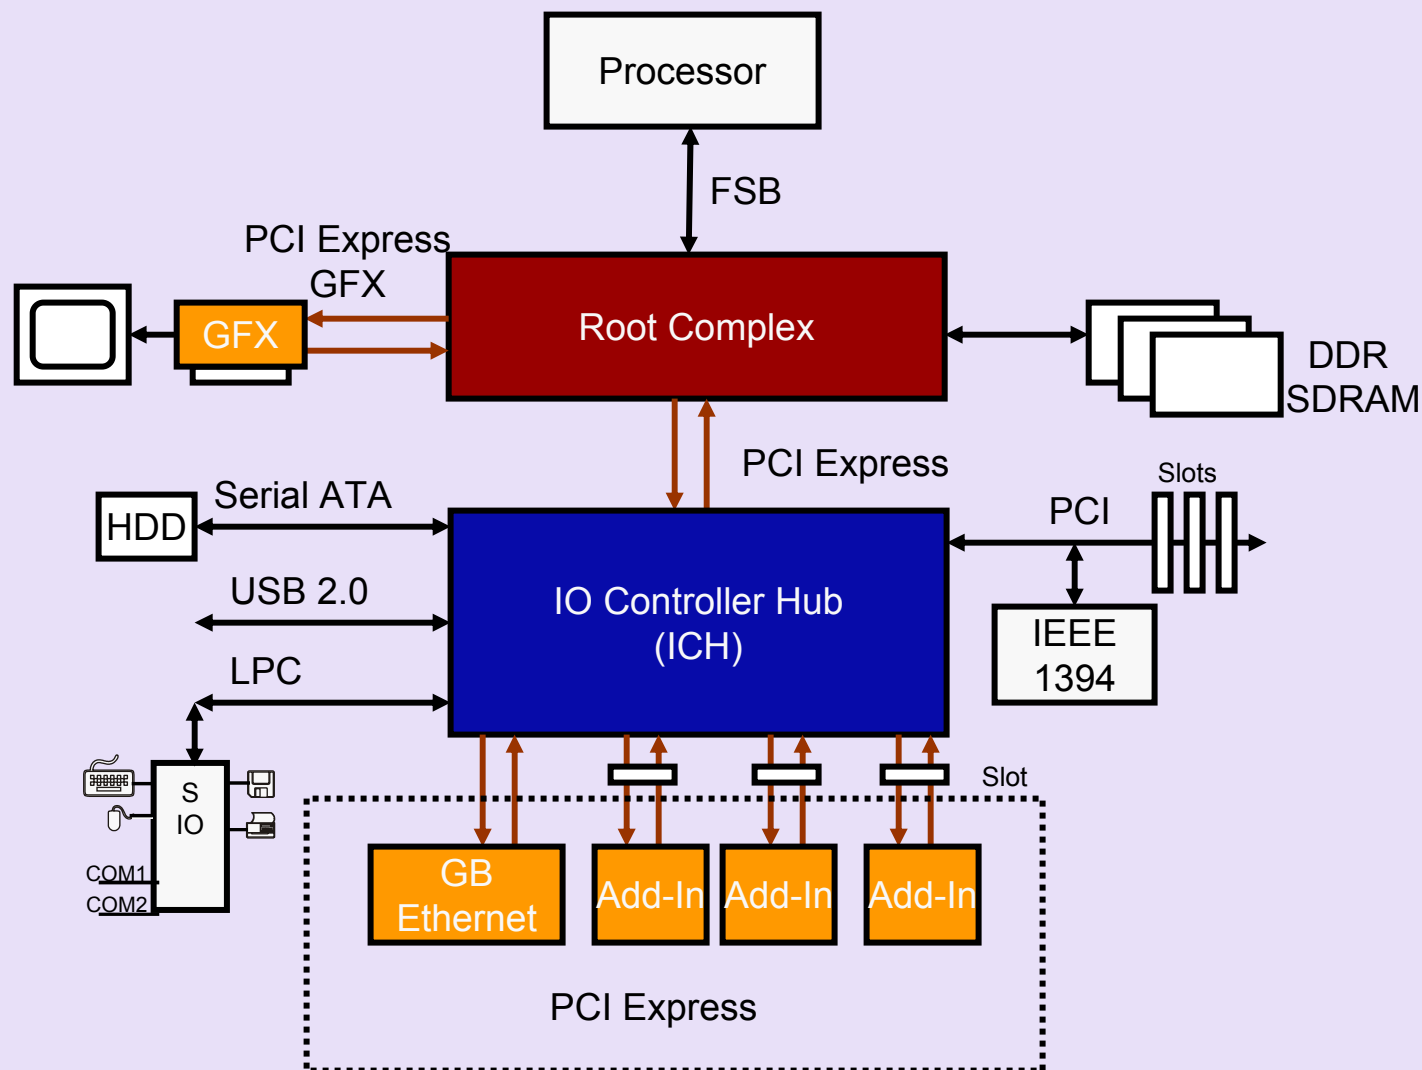 Processor
FSB
PCI Express
GFX
GFX
Root Complex
DDR
SDRAM
PCI Express
Slots
Serial ATA
HDD
PCI
USB 2.0
IO Controller Hub
(ICH)
IEEE
1394
LPC
Slot
S
IO
COM1
COM2
GB
Ethernet
Add-In
Add-In
Add-In
PCI Express